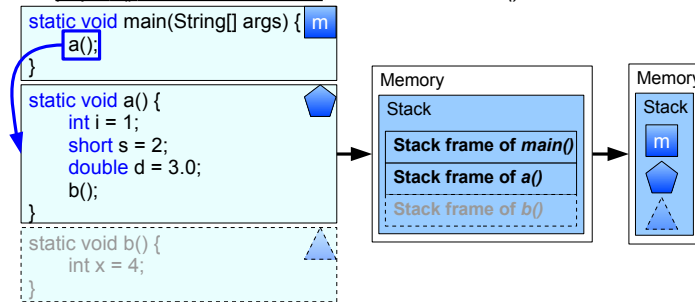 static void main(String[] args) {
m
a();
}
static void a() {
int i = 1;
short s = 2;
double d = 3.0;
b();
}
static void b() {
int x = 4;
}
Memory
Stack
Stack frame of main()
Stack frame of a()
Stack frame of b()
Memory
Stack
m